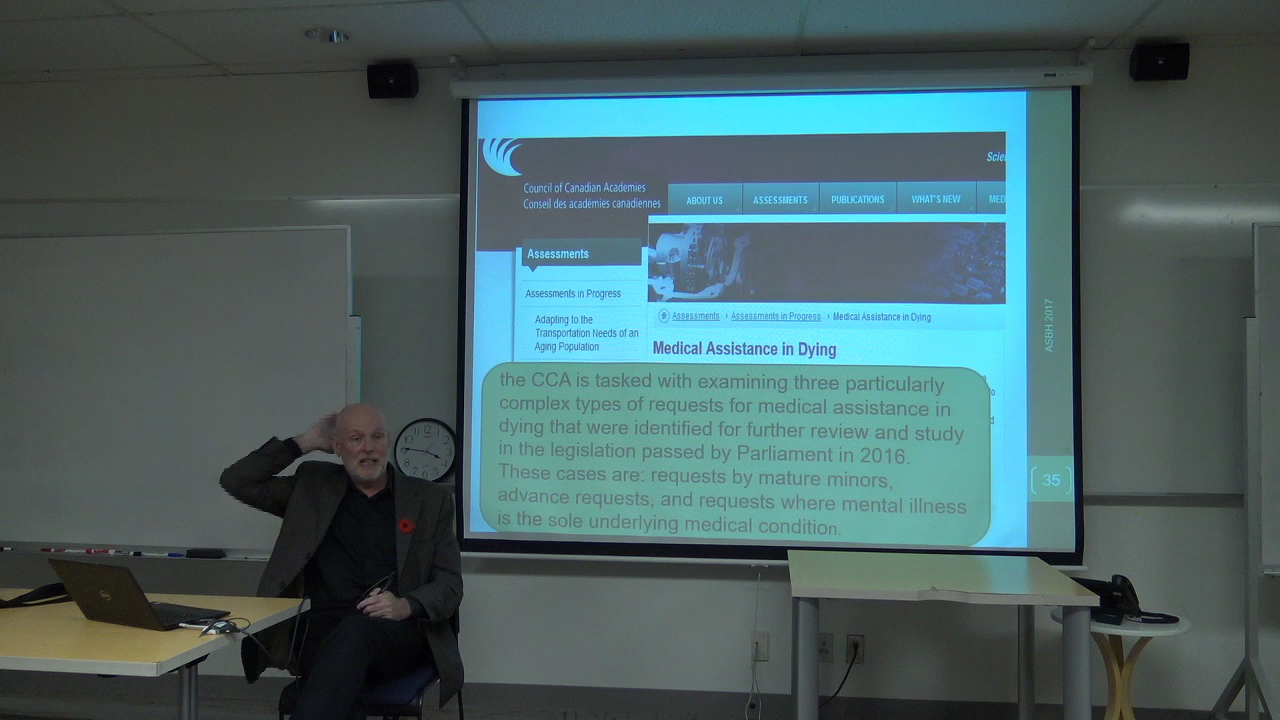 Scie
Council of Canadian Academies
Conseil des académies canadiennes
ABOUT US
ASSESSMENTS
PUBLICATIONS
WHAT'S NEW
MED
Assessments
Assessments in Progress
Adapting to the
Transportation Needs of an
Aging Population
Assessments › Assessments in Progress › Medical Assistance in Dying
Medical Assistance in Dying
the CCA is tasked with examining three particularly
complex types of requests for medical assistance in
dying that were identified for further review and study
in the legislation passed by Parliament in 2016.
These cases are: requests by mature minors,
advance requests, and requests where mental illness
is the sole underlying medical condition.
ASBH 2017
35